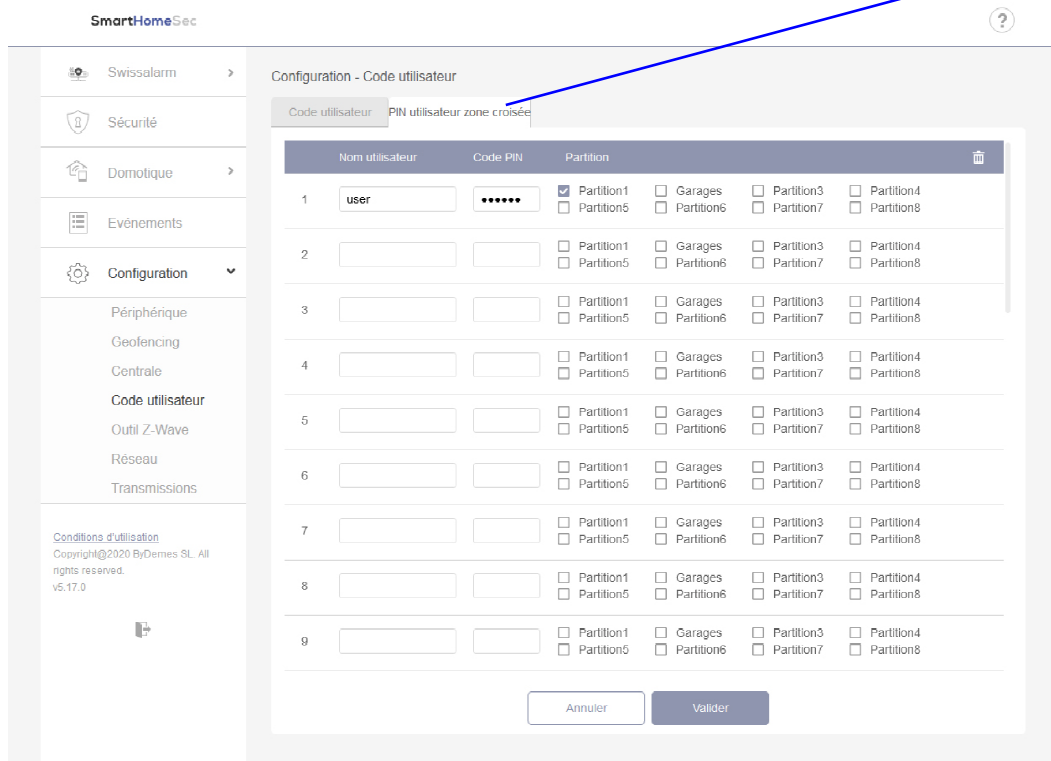 SmartHomeSec
?
Swissalarm
Sécurité
Domotique
Evénements
Configuration
Périphérique
Geofencing
Centrale
Code utilisateur
Outil Z-Wave
Réseau
Transmissions
Conditions d'utilisation
Copyright@2020 ByDemes SL. All
rights reserved.
v5.17.0
Configuration - Code utilisateur
Code utilisateur PIN utilisateur zone croisée
Nom utilisateur Code PIN Partition
1 user •••••• Partition1 Garages Partition3 Partition4
Partition5 Partition6 Partition7 Partition8
2 Partition1 Garages Partition3 Partition4
Partition5 Partition6 Partition7 Partition8
3 Partition1 Garages Partition3 Partition4
Partition5 Partition6 Partition7 Partition8
4 Partition1 Garages Partition3 Partition4
Partition5 Partition6 Partition7 Partition8
5 Partition1 Garages Partition3 Partition4
Partition5 Partition6 Partition7 Partition8
6 Partition1 Garages Partition3 Partition4
Partition5 Partition6 Partition7 Partition8
7 Partition1 Garages Partition3 Partition4
Partition5 Partition6 Partition7 Partition8
8 Partition1 Garages Partition3 Partition4
Partition5 Partition6 Partition7 Partition8
9 Partition1 Garages Partition3 Partition4
Partition5 Partition6 Partition7 Partition8
Annuler Valider